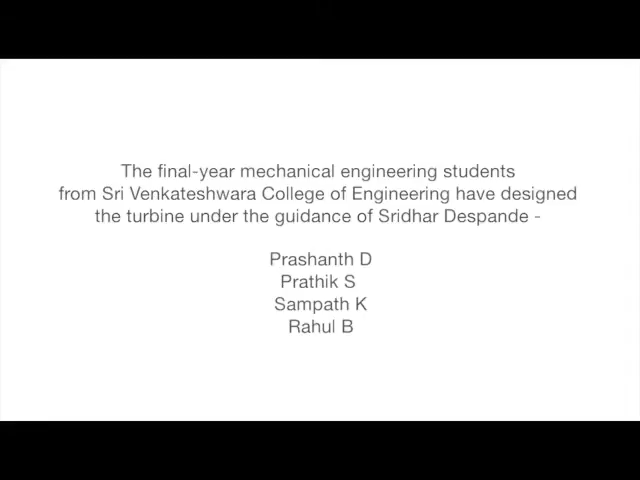 The final-year mechanical engineering students
from Sri Venkateshwara College of Engineering have designed
the turbine under the guidance of Sridhar Despande -
Prashanth D
Prathik S
Sampath K
Rahul B